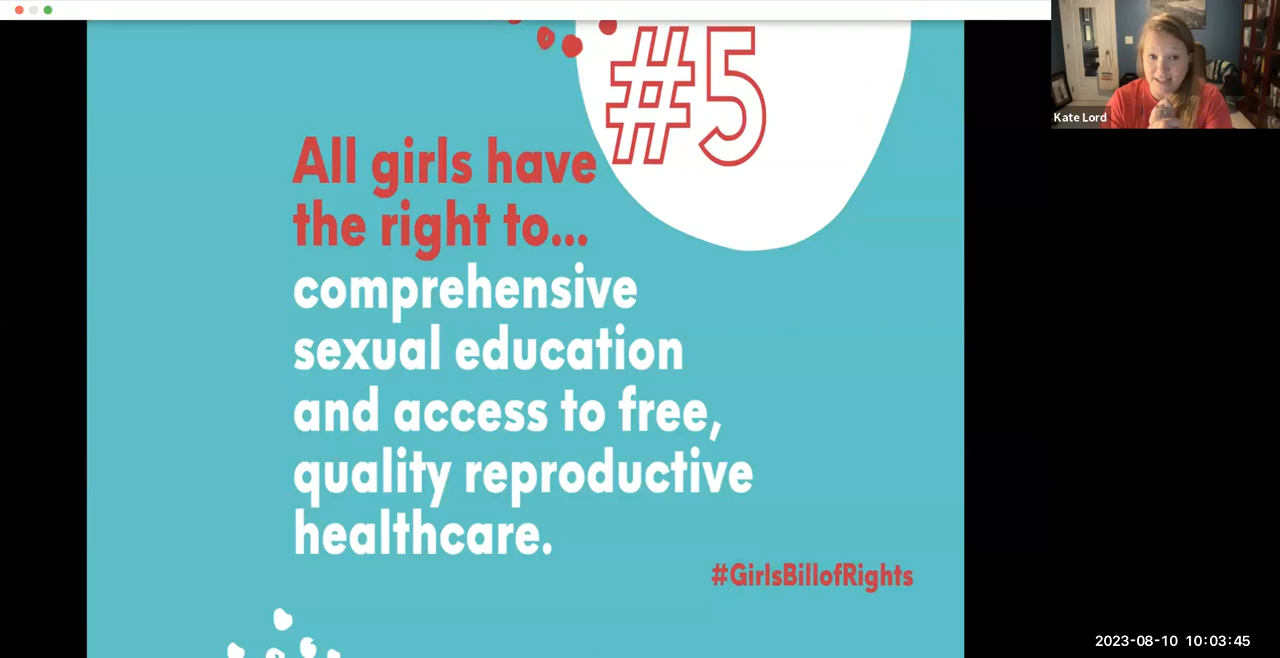 #5
All girls have
the right to...
comprehensive
sexual education
and access to free,
quality reproductive
healthcare.
#GirlsBillofRights
Kate Lord
2023-08-10 10:03:45